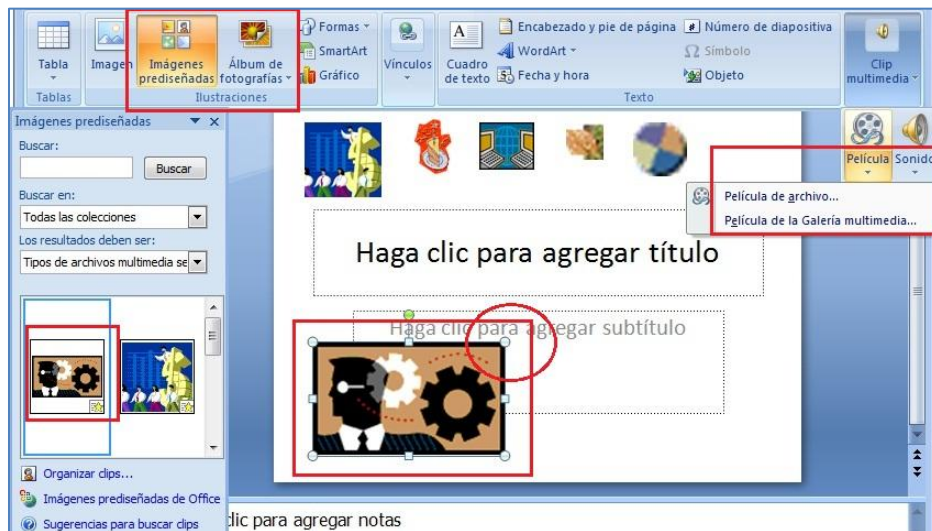 Tabla
Imagen
Imágenes
prediseñadas
Álbum de
fotografías
Formas
SmartArt
Gráfico
Vínculos
Cuadro
de texto
Encabezado y pie de página
WordArt
Fecha y hora
Número de diapositiva
Símbolo
Objeto
Clip
multimedia
Tablas
Ilustraciones
Texto
Imágenes prediseñadas
Buscar:
Buscar
Buscar en:
Todas las colecciones
Los resultados deben ser:
Tipos de archivos multimedia se
Organizar clips...
Imágenes prediseñadas de Office
Sugerencias para buscar clips
Película
Sonido
Película de archivo...
Película de la Galería multimedia...
Haga clic para agregar título
Haga clic para agregar subtítulo
clic para agregar notas